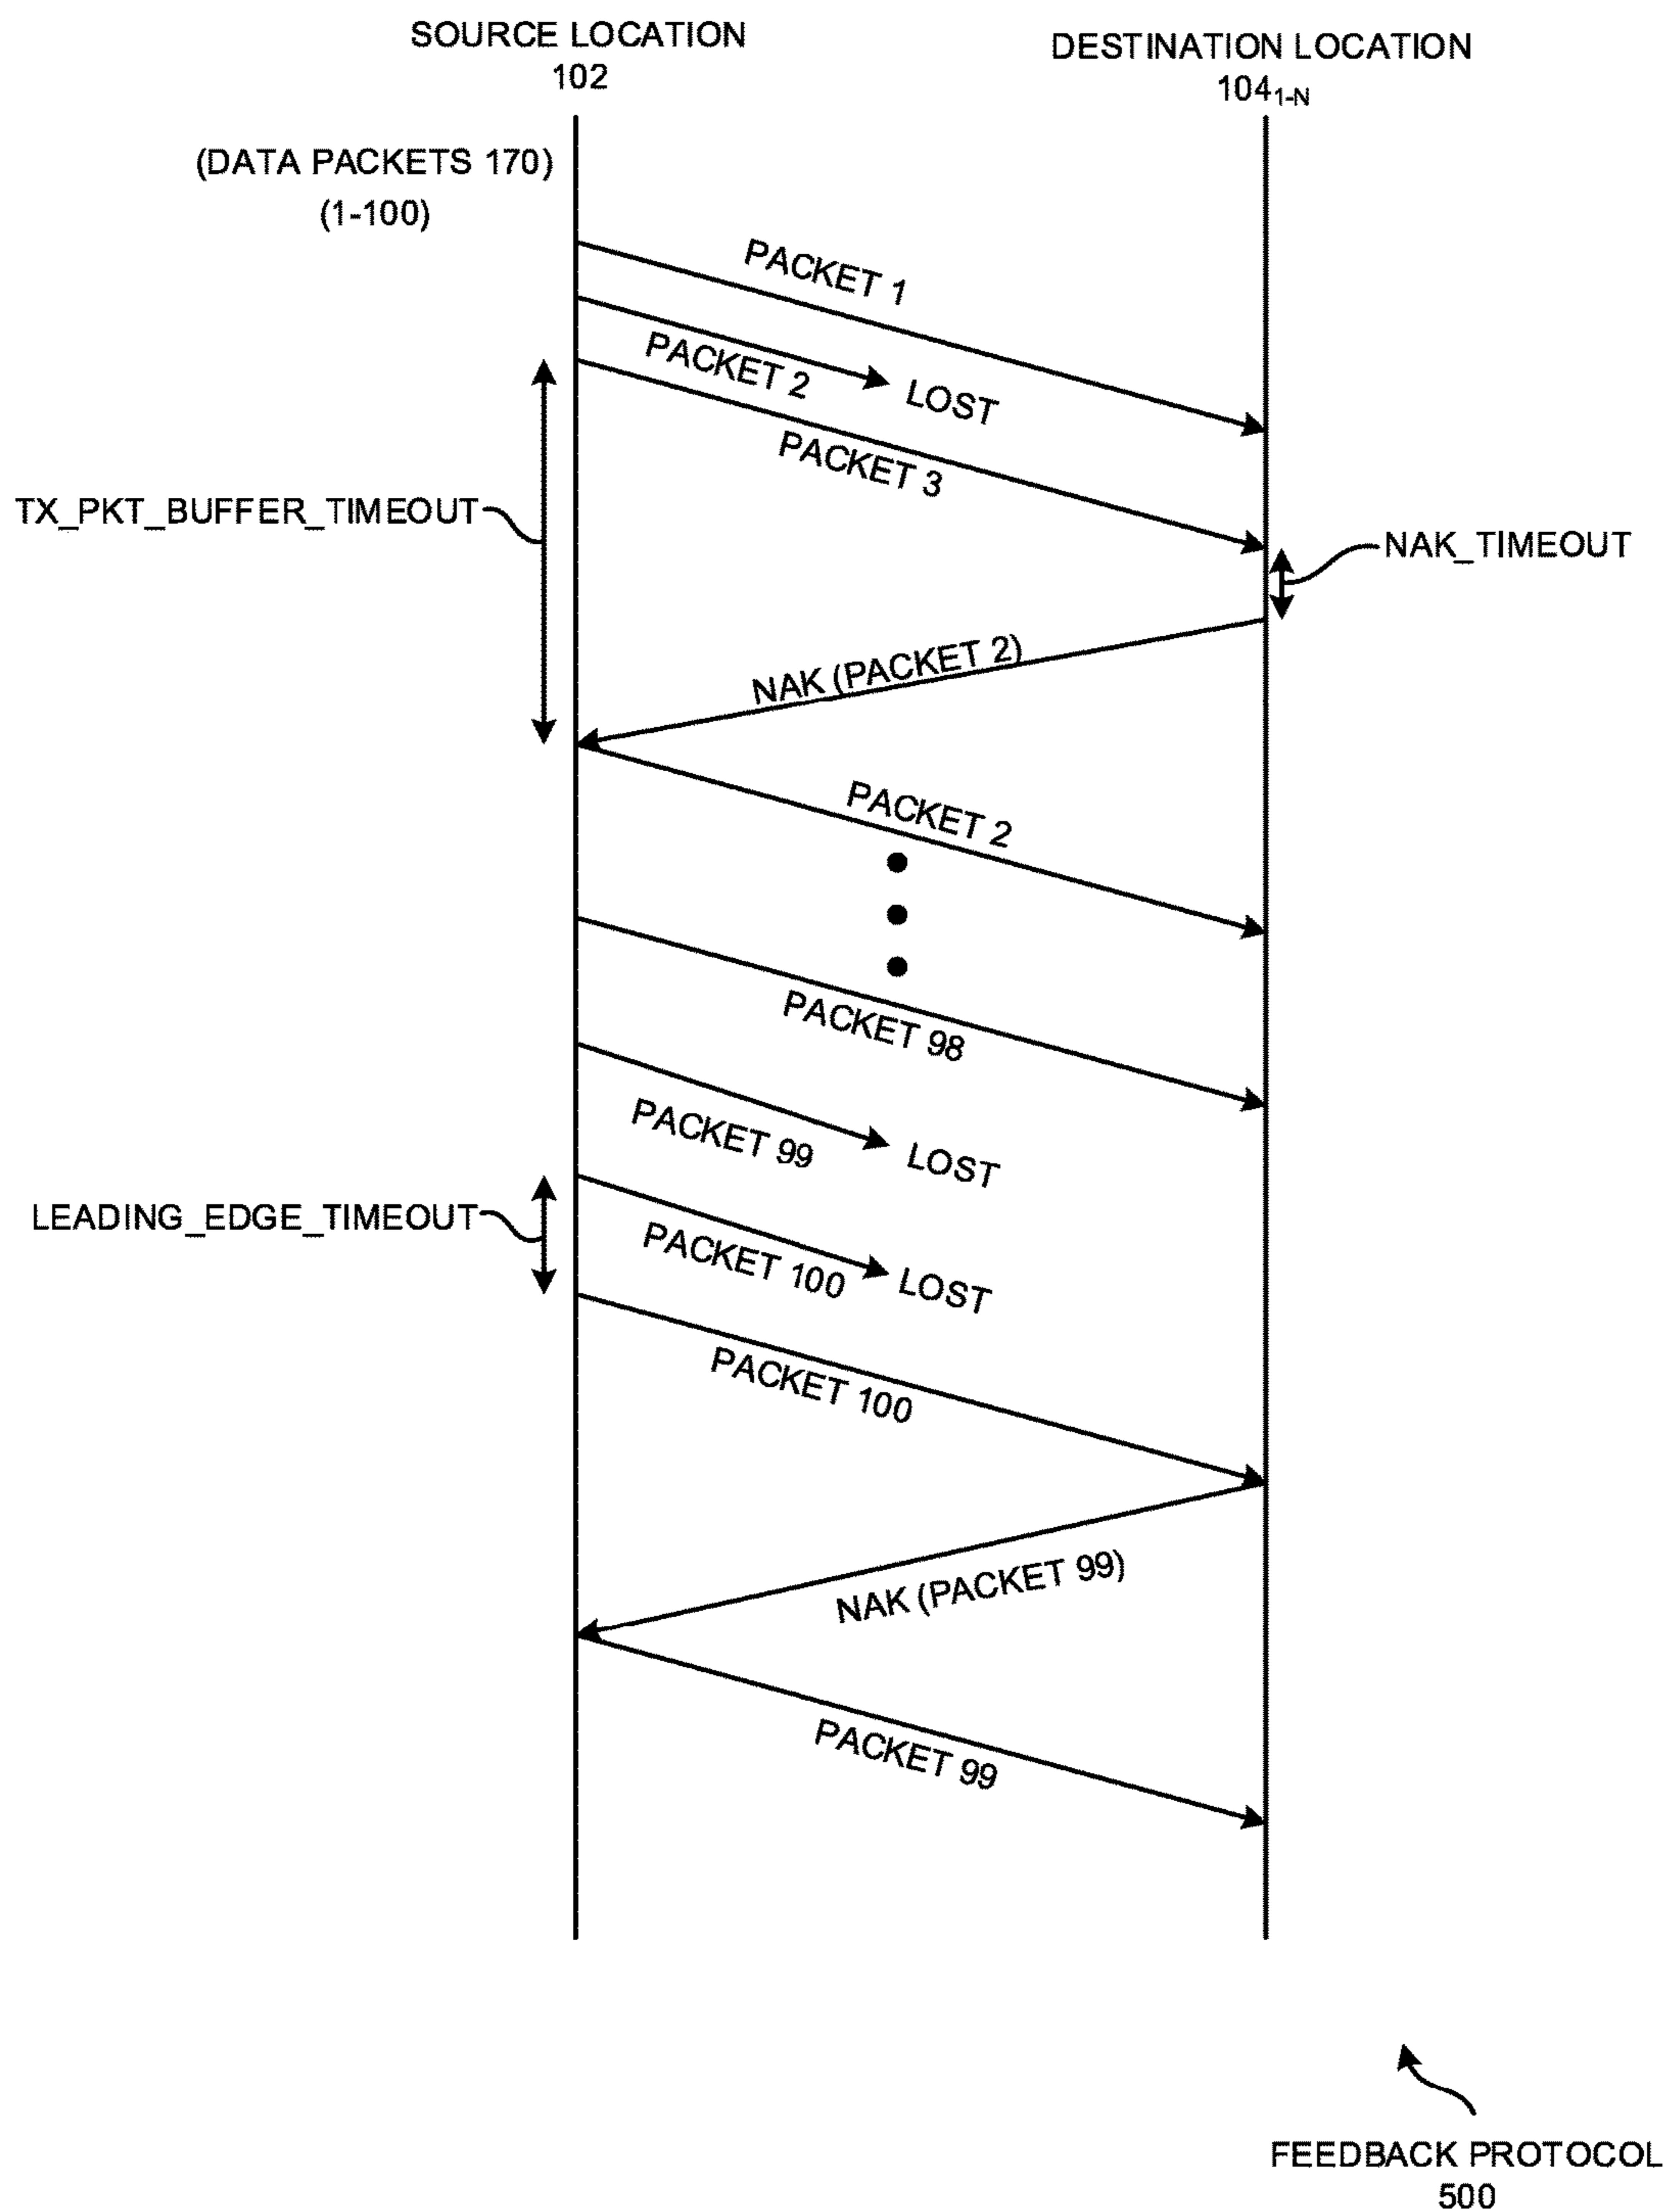 SOURCE LOCATION
102
DESTINATION LOCATION
104₁₋N
(DATA PACKETS 170)
(1-100)
PACKET 1
PACKET 2
LOST
PACKET 3
TX_PKT_BUFFER_TIMEOUT
NAK_TIMEOUT
NAK (PACKET 2)
PACKET 2
PACKET 98
PACKET 99
LOST
LEADING_EDGE_TIMEOUT
PACKET 100
LOST
PACKET 100
NAK (PACKET 99)
PACKET 99
FEEDBACK PROTOCOL
500